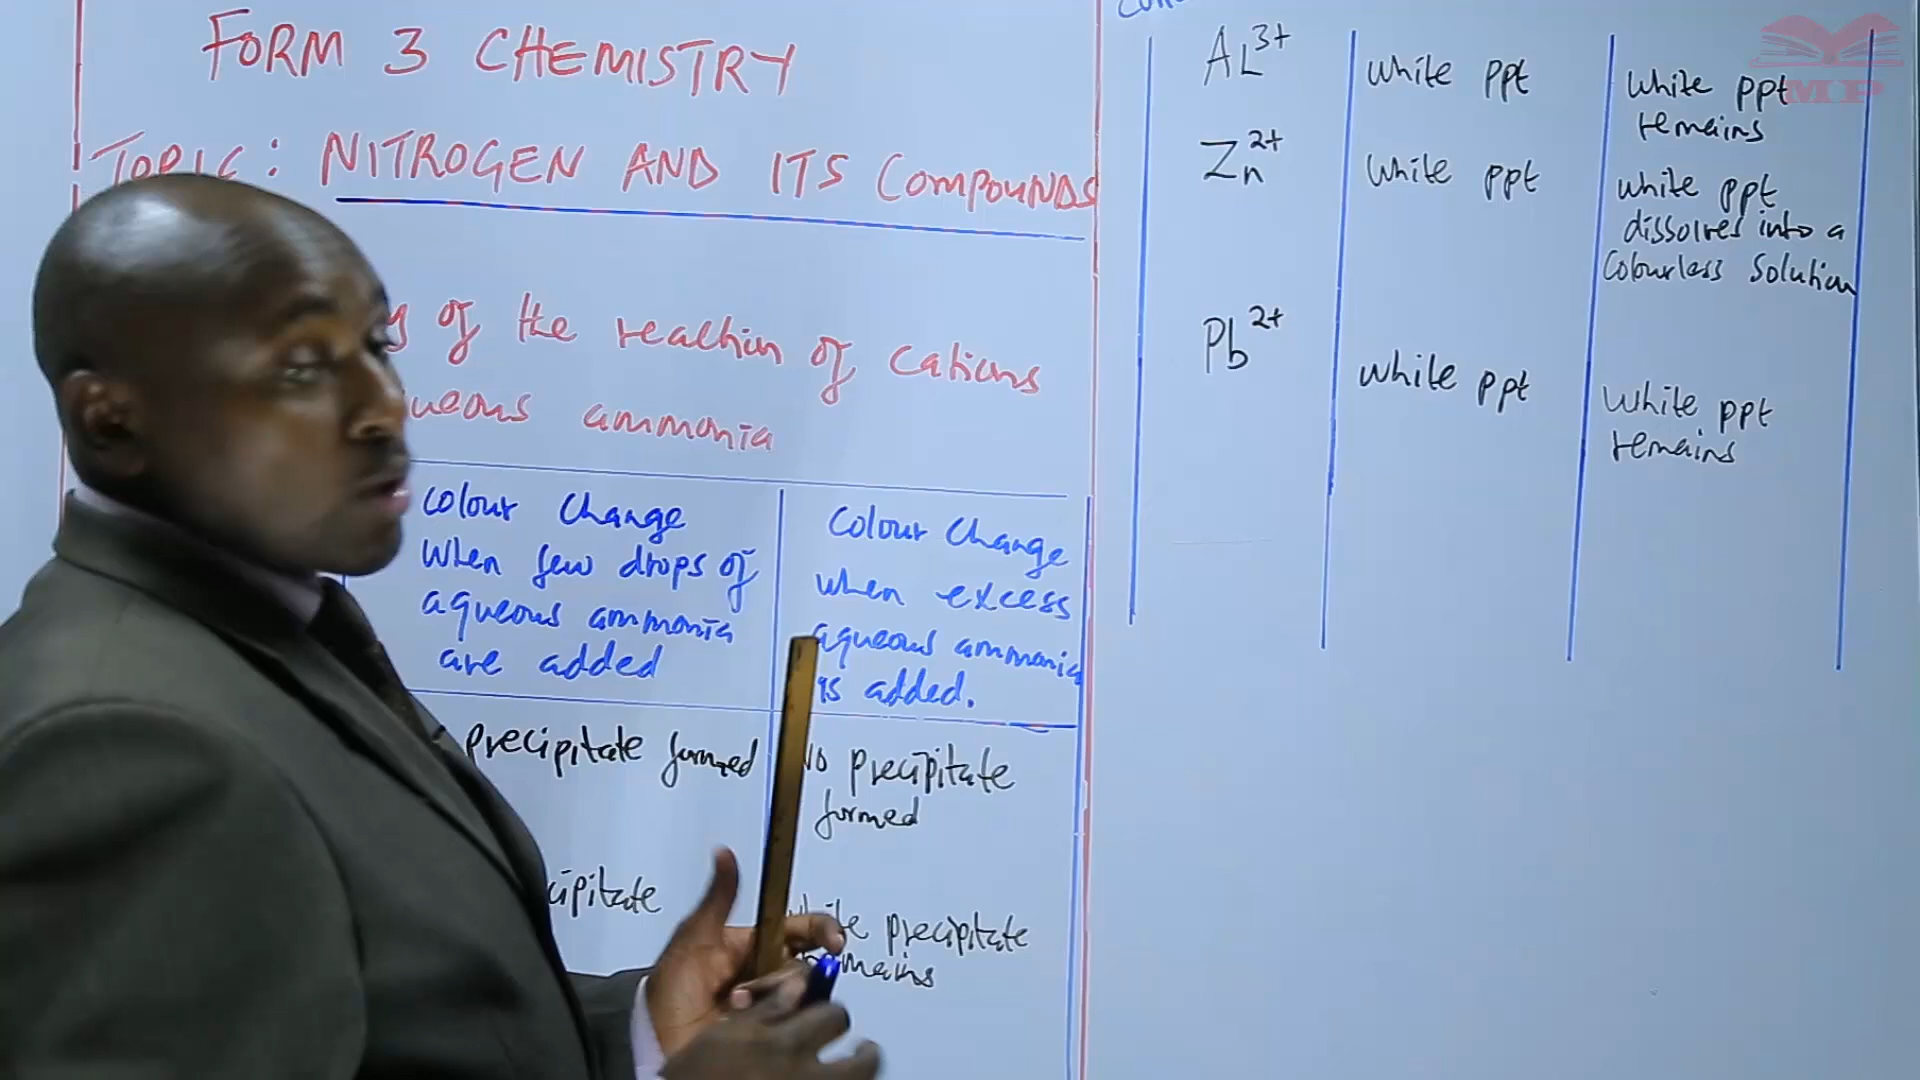 FORM 3 CHEMISTRY
TOPIC: NITROGEN AND ITS COMPOUNDS
of the reaction of cations
ueous ammonia
colour change
when few drops of
aqueous ammonia
are added
colour change
when excess
aqueous ammonia
is added.
precipitate formed
No precipitate
formed
cipitate
white precipitate
remains
AL3+
white ppt
white ppt
remains
Zn2+
white ppt
white ppt
dissolves into a
colourless solution
Pb2+
white ppt
white ppt
remains